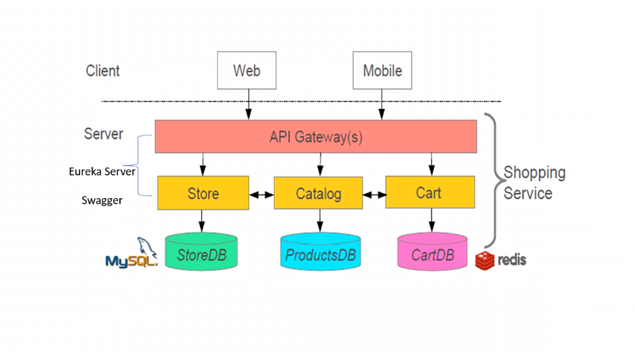 Client
Web
Mobile
Server
API Gateway(s)
Eureka Server
Swagger
Store
Catalog
Cart
Shopping
Service
MySQL
StoreDB
ProductsDB
CartDB
redis